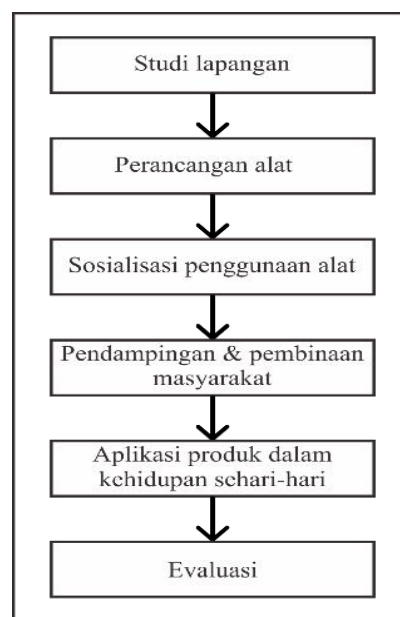 Studi lapangan
Perancangan alat
Sosialisasi penggunaan alat
Pendampingan & pembinaan
masyarakat
Aplikasi produk dalam
kehidupan sehari-hari
Evaluasi